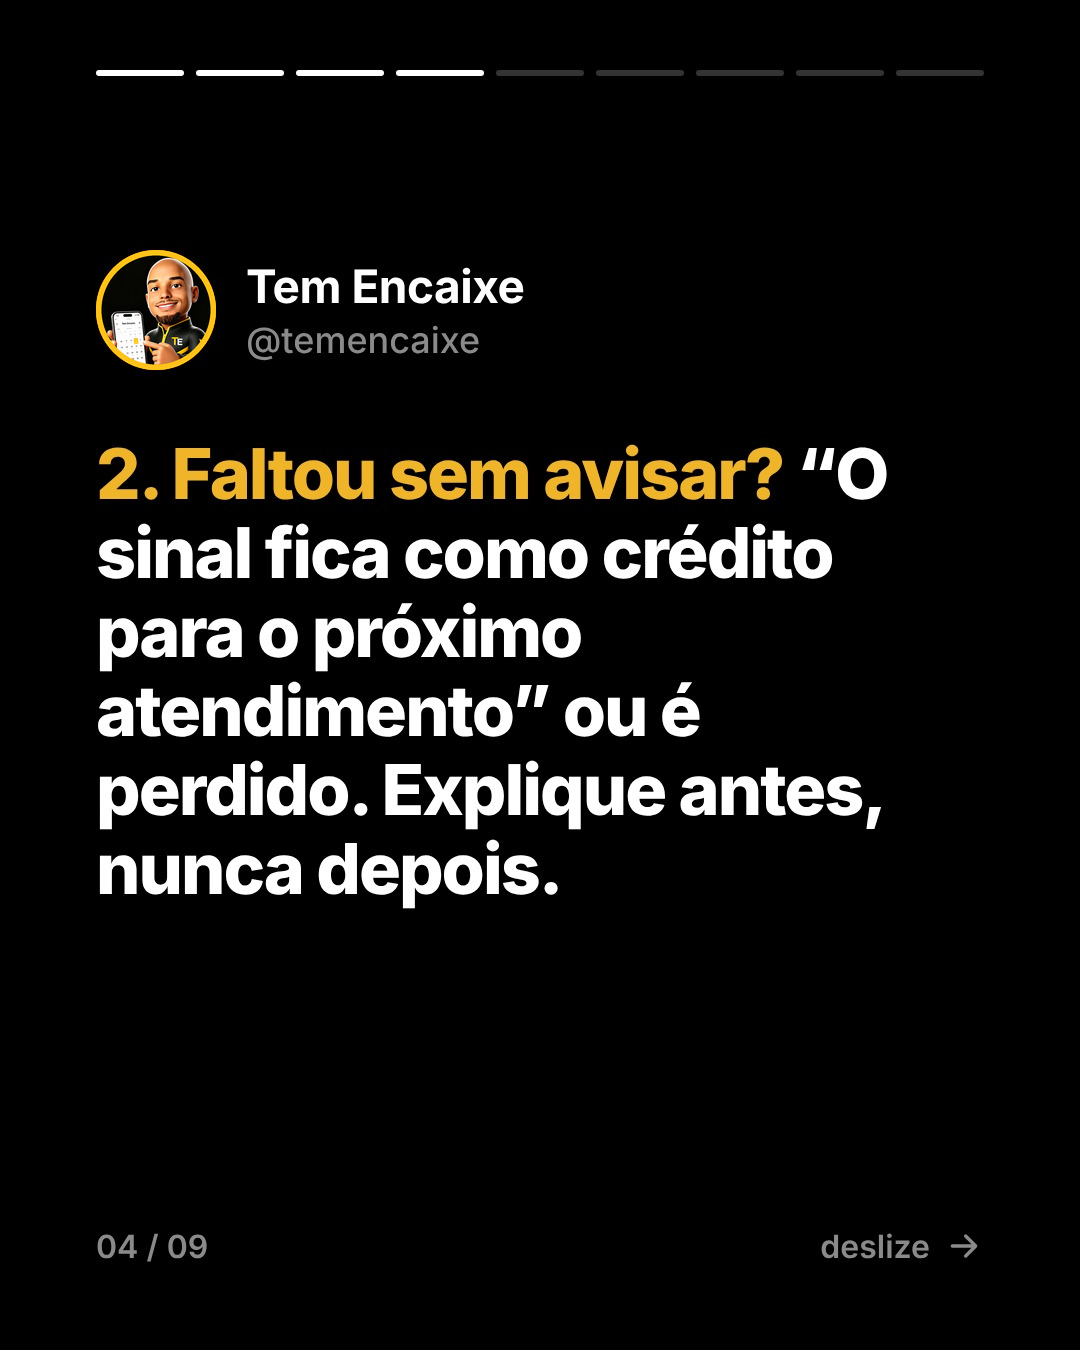 Tem Encaixe
@temencaixe
2. Faltou sem avisar? “O
sinal fica como crédito
para o próximo
atendimento” ou é
perdido. Explique antes,
nunca depois.
04 / 09
deslize →